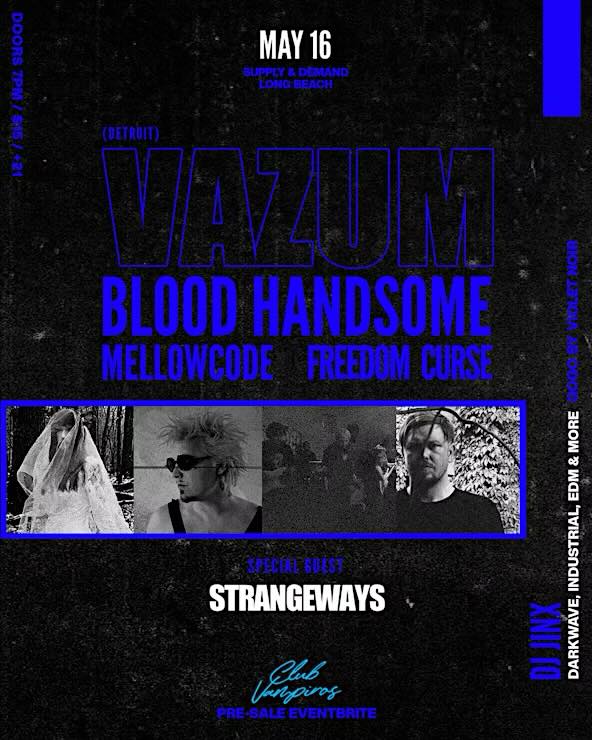 MAY 16
SUPPLY & DEMAND
LONG BEACH
DOORS 7PM / $15 / +21
(DETROIT)
VAZUM
BLOOD HANDSOME
MELLOWCODE FREEDOM CURSE
SPECIAL GUEST
STRANGEWAYS
Club
Vampiros
PRE-SALE EVENTBRITE
DJ JINX
DARKWAVE, INDUSTRIAL, EDM & MORE
GOGO BY VIOLET NOIR